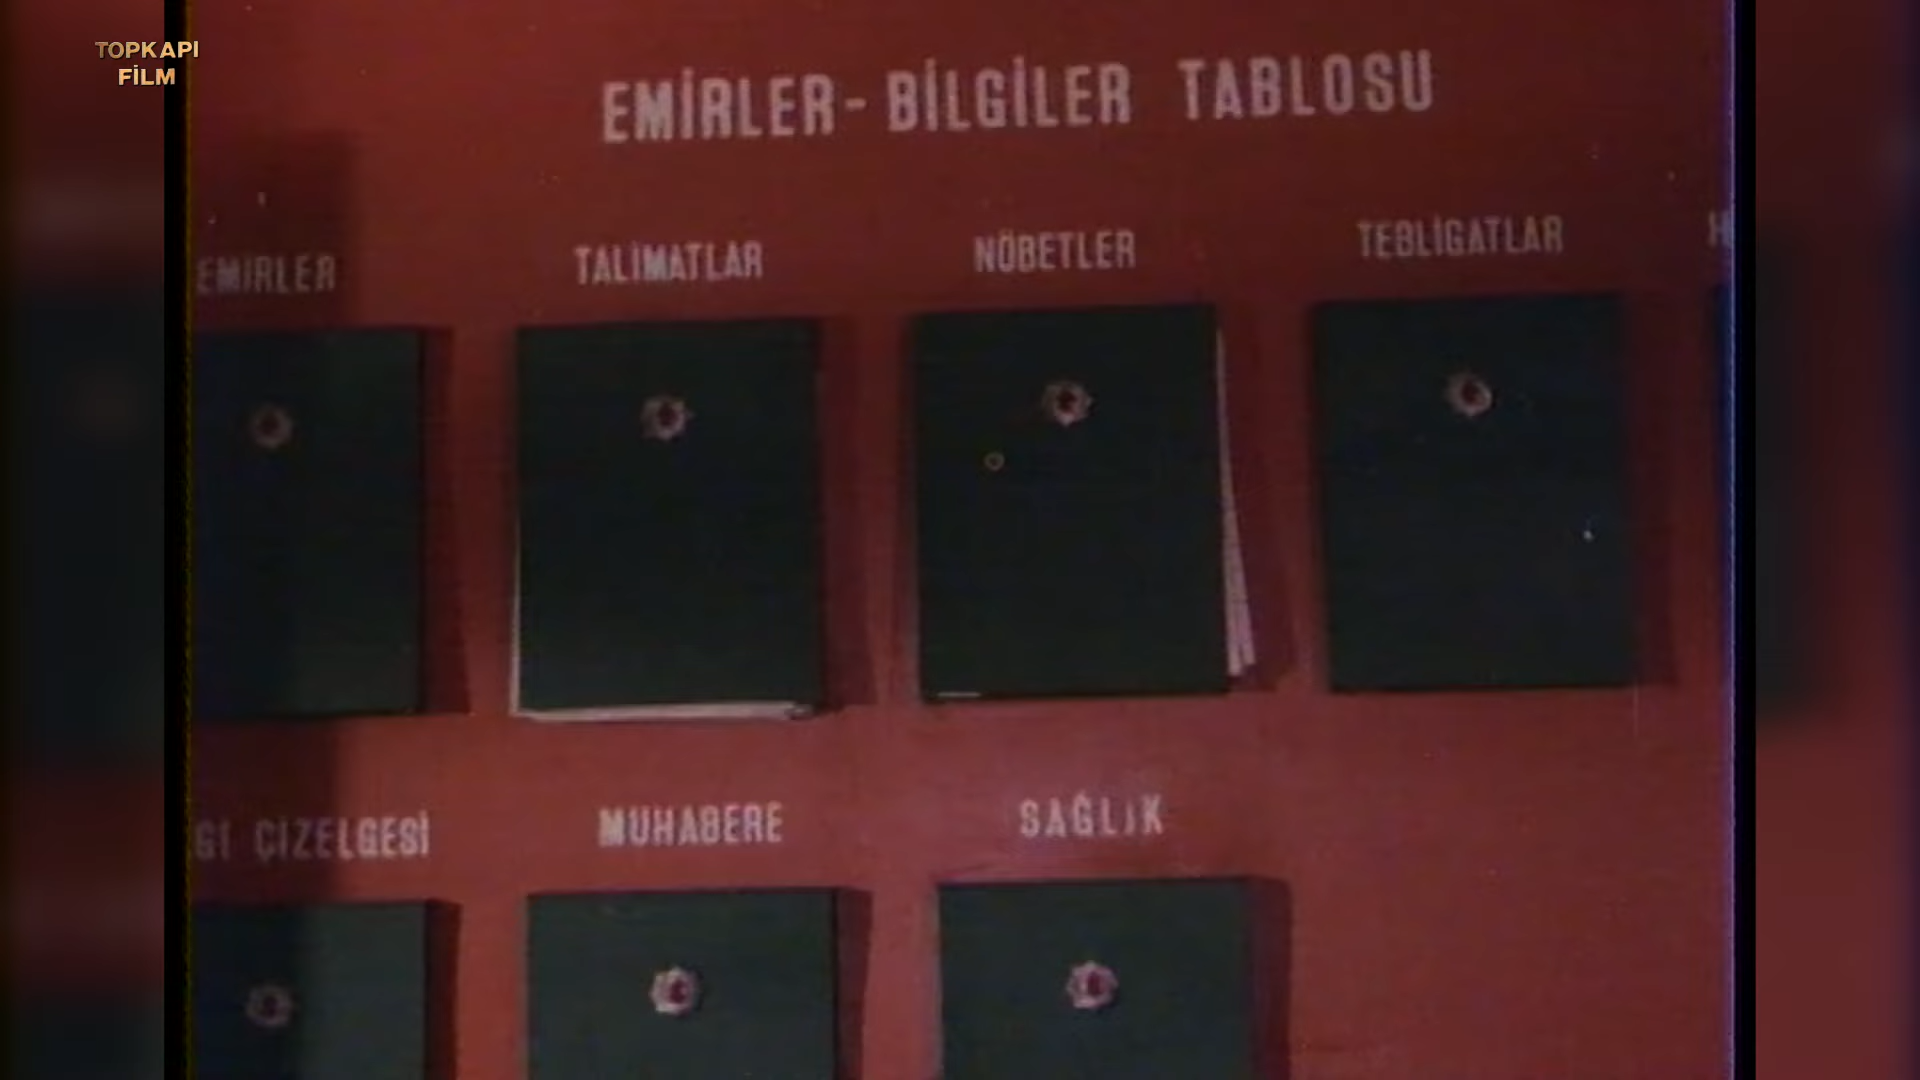 TOPKAPI
FİLM
EMİRLER-BİLGİLER TABLOSU
EMİRLER
TALİMATLAR
NÖBETLER
TEBLİGATLAR
ÇİZELGESİ
MUHABERE
SAĞLIK